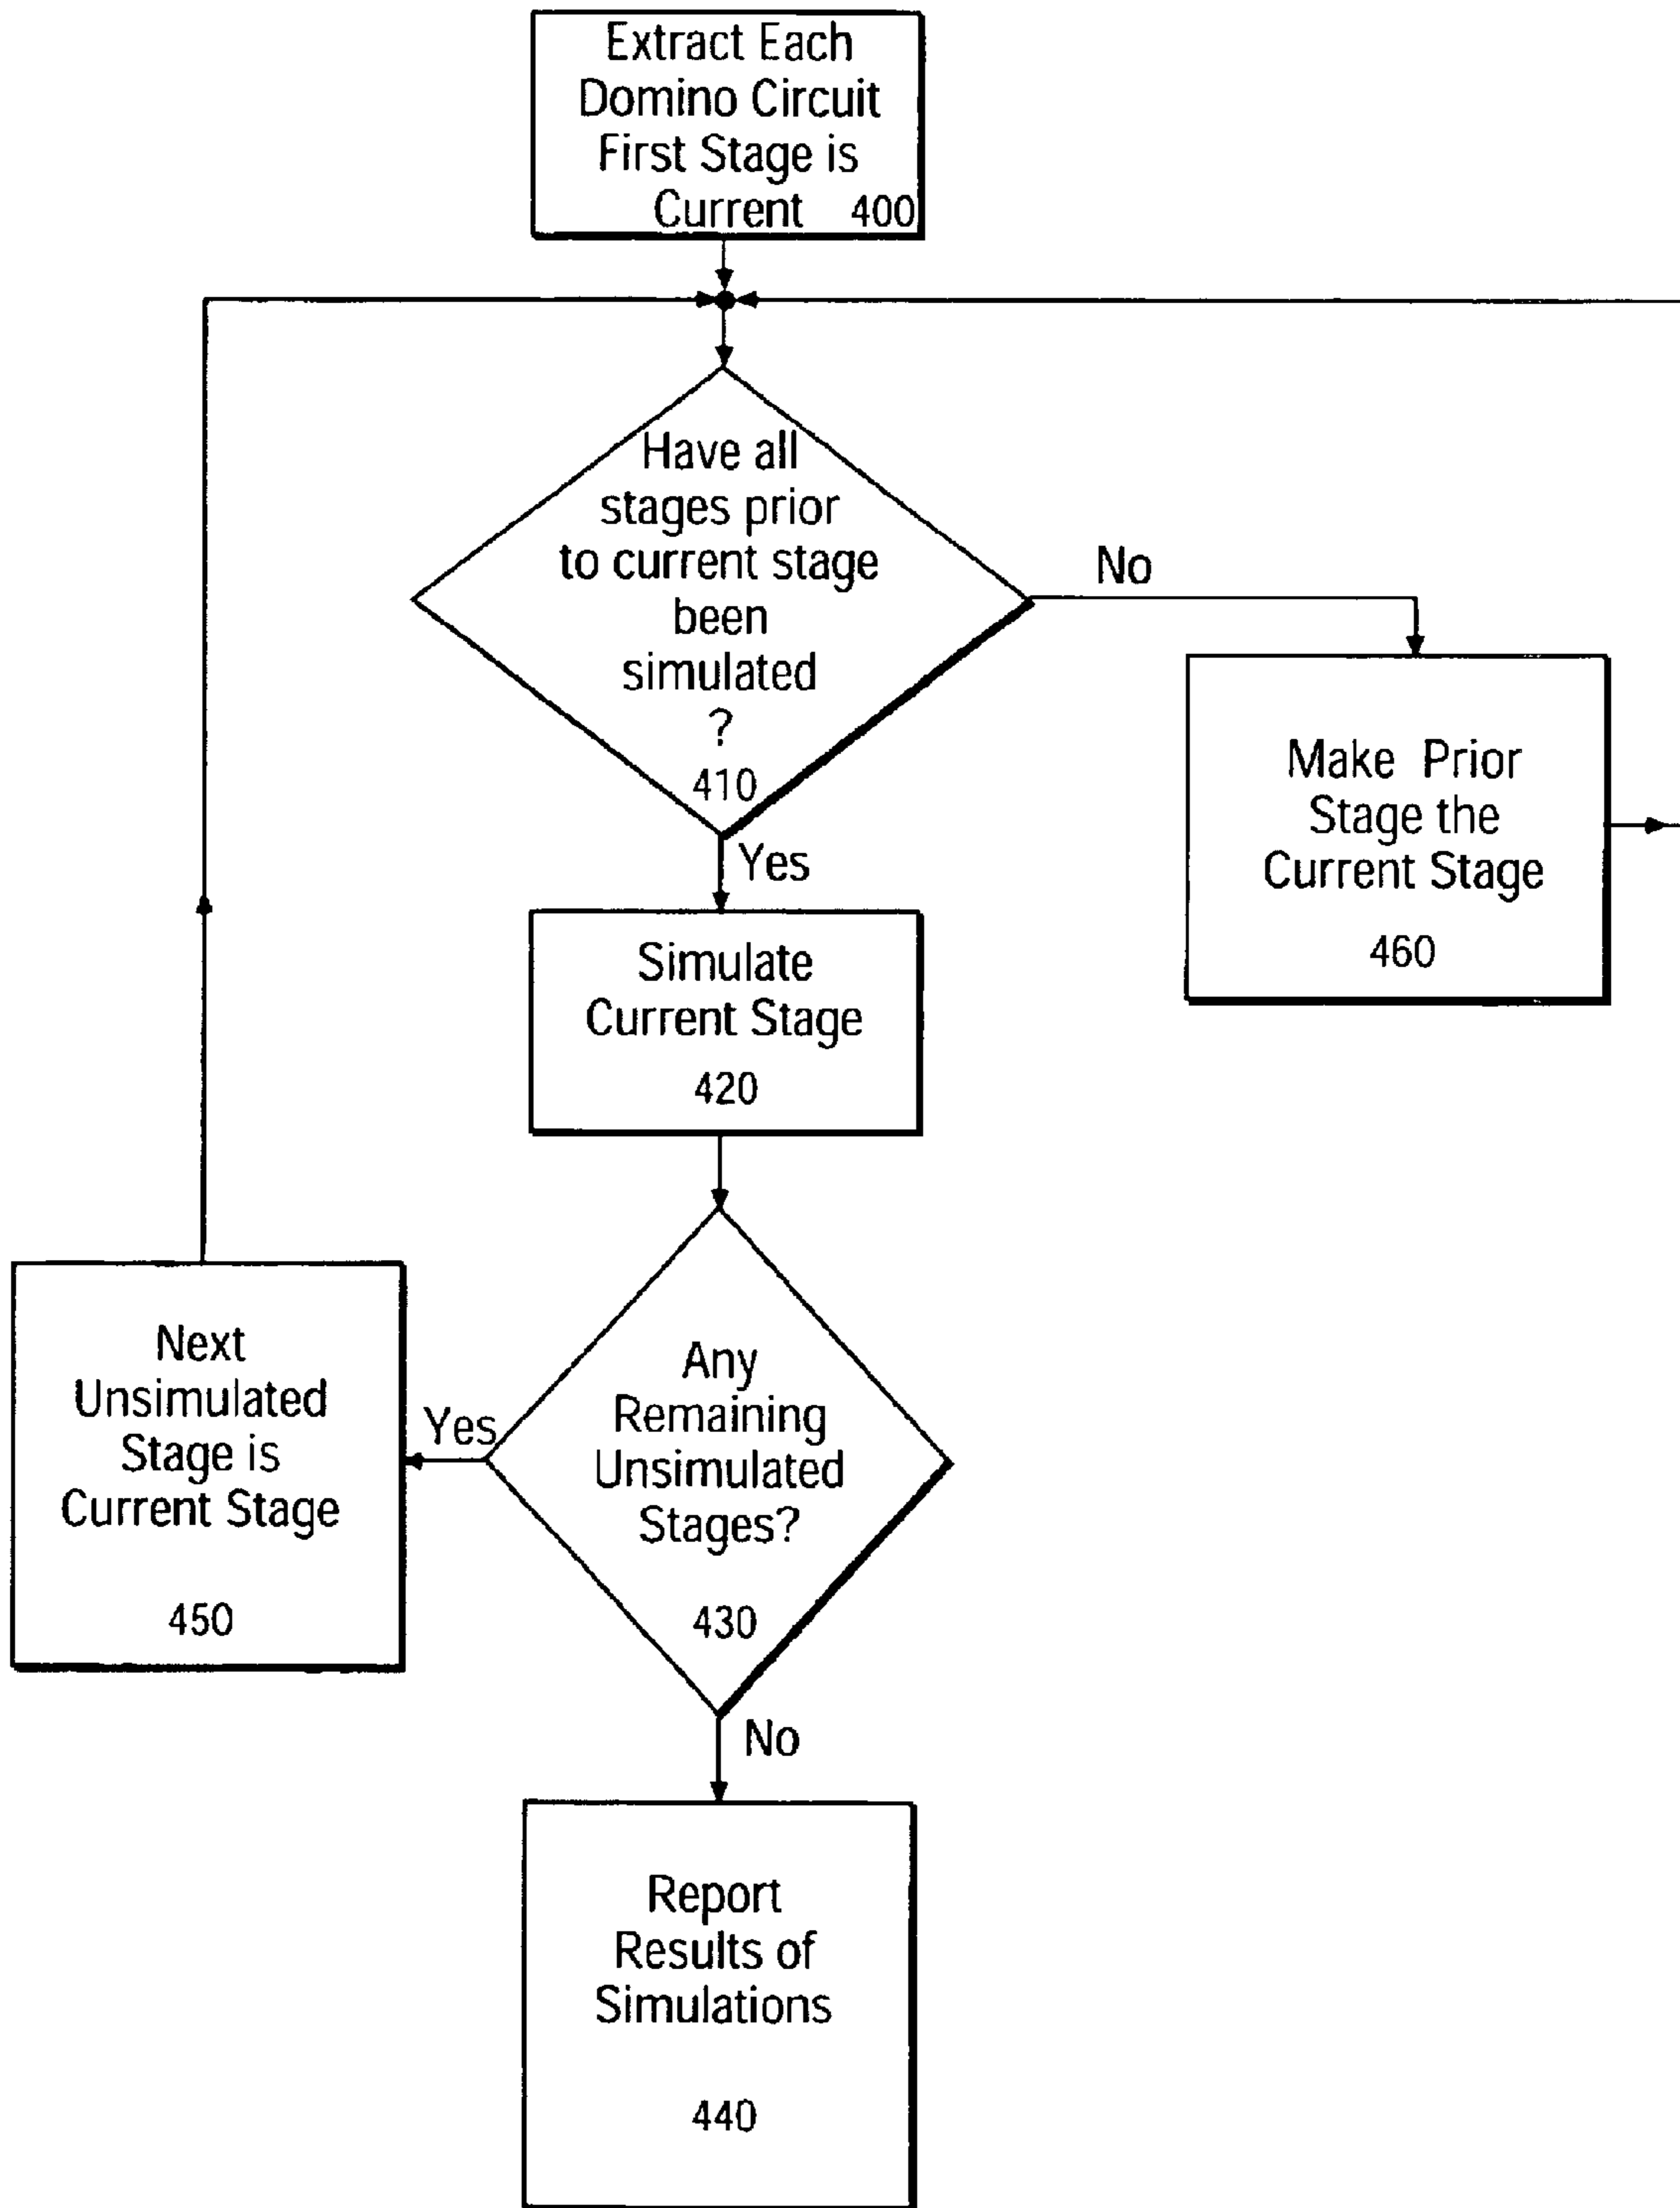 Extract Each
Domino Circuit
First Stage is
Current 400
Have all
stages prior
to current stage
been
simulated
?
410
No
Yes
Make Prior
Stage the
Current Stage
460
Simulate
Current Stage
420
Any
Remaining
Unsimulated
Stages?
430
Yes
Next
Unsimulated
Stage is
Current Stage
450
No
Report
Results of
Simulations
440